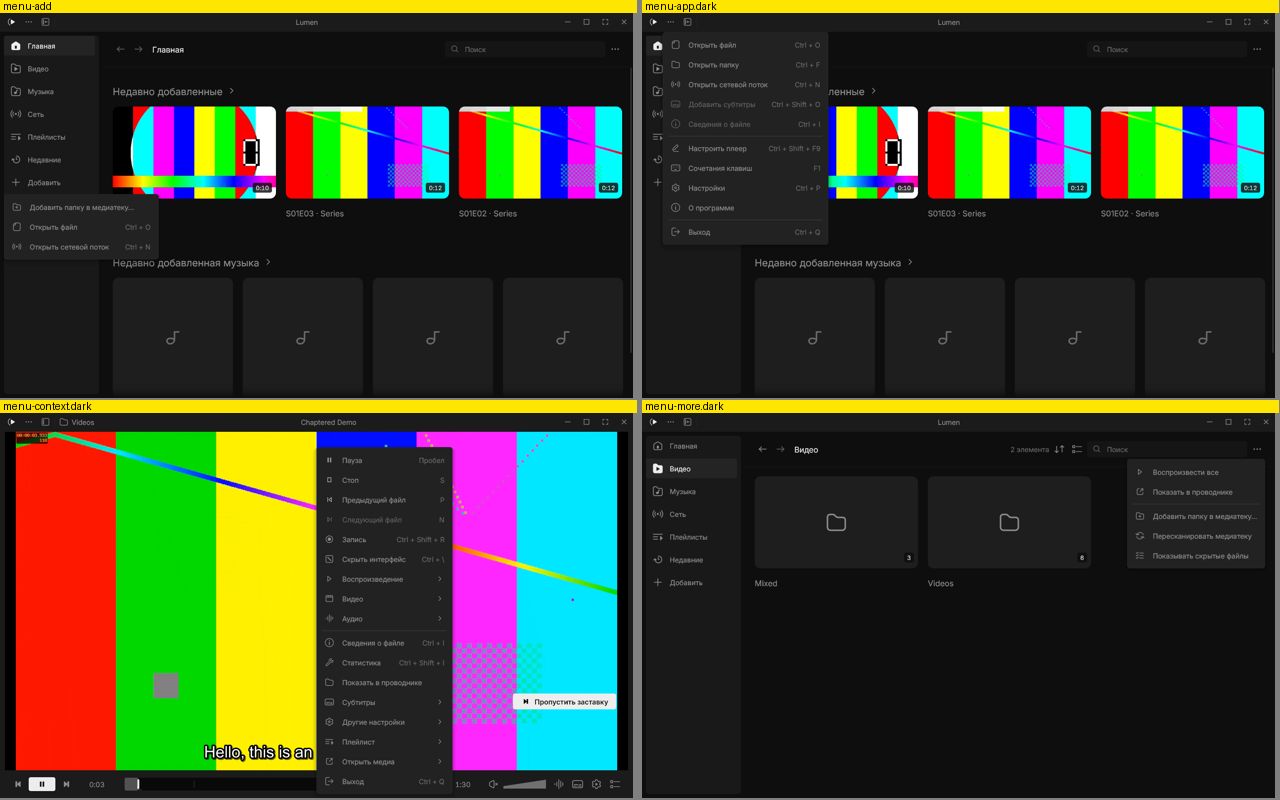 menu-add
Lumen
Главная
Видео
Музыка
Сеть
Плейлисты
Недавние
Добавить
Добавить папку в медиатеку...
Открыть файл Ctrl + O
Открыть сетевой поток Ctrl + N
Главная
Поиск
Недавно добавленные
0:10
0:12
0:12
S01E03 · Series
S01E02 · Series
Недавно добавленная музыка
menu-app.dark
Lumen
Открыть файл Ctrl + O
Открыть папку Ctrl + F
Открыть сетевой поток Ctrl + N
Добавить субтитры Ctrl + Shift + O
Сведения о файле Ctrl + I
Настроить плеер Ctrl + Shift + F9
Сочетания клавиш F1
Настройки Ctrl + P
О программе
Выход Ctrl + Q
Поиск
ленные
0:10
0:12
0:12
S01E03 · Series
S01E02 · Series
Недавно добавленная музыка
menu-context.dark
Videos
Chaptered Demo
Пауза Пробел
Стоп S
Предыдущий файл P
Следующий файл N
Запись Ctrl + Shift + R
Скрыть интерфейс Ctrl + \
Воспроизведение
Видео
Аудио
Сведения о файле Ctrl + I
Статистика Ctrl + Shift + I
Показать в проводнике
Субтитры
Другие настройки
Плейлист
Открыть медиа
Выход Ctrl + Q
Пропустить заставку
Hello, this is an
0:03
1:30
menu-more.dark
Lumen
Главная
Видео
Музыка
Сеть
Плейлисты
Недавние
Добавить
Видео
2 элемента
Поиск
Воспроизвести все
Показать в проводнике
Добавить папку в медиатеку...
Пересканировать медиатеку
Показывать скрытые файлы
3
6
Mixed
Videos